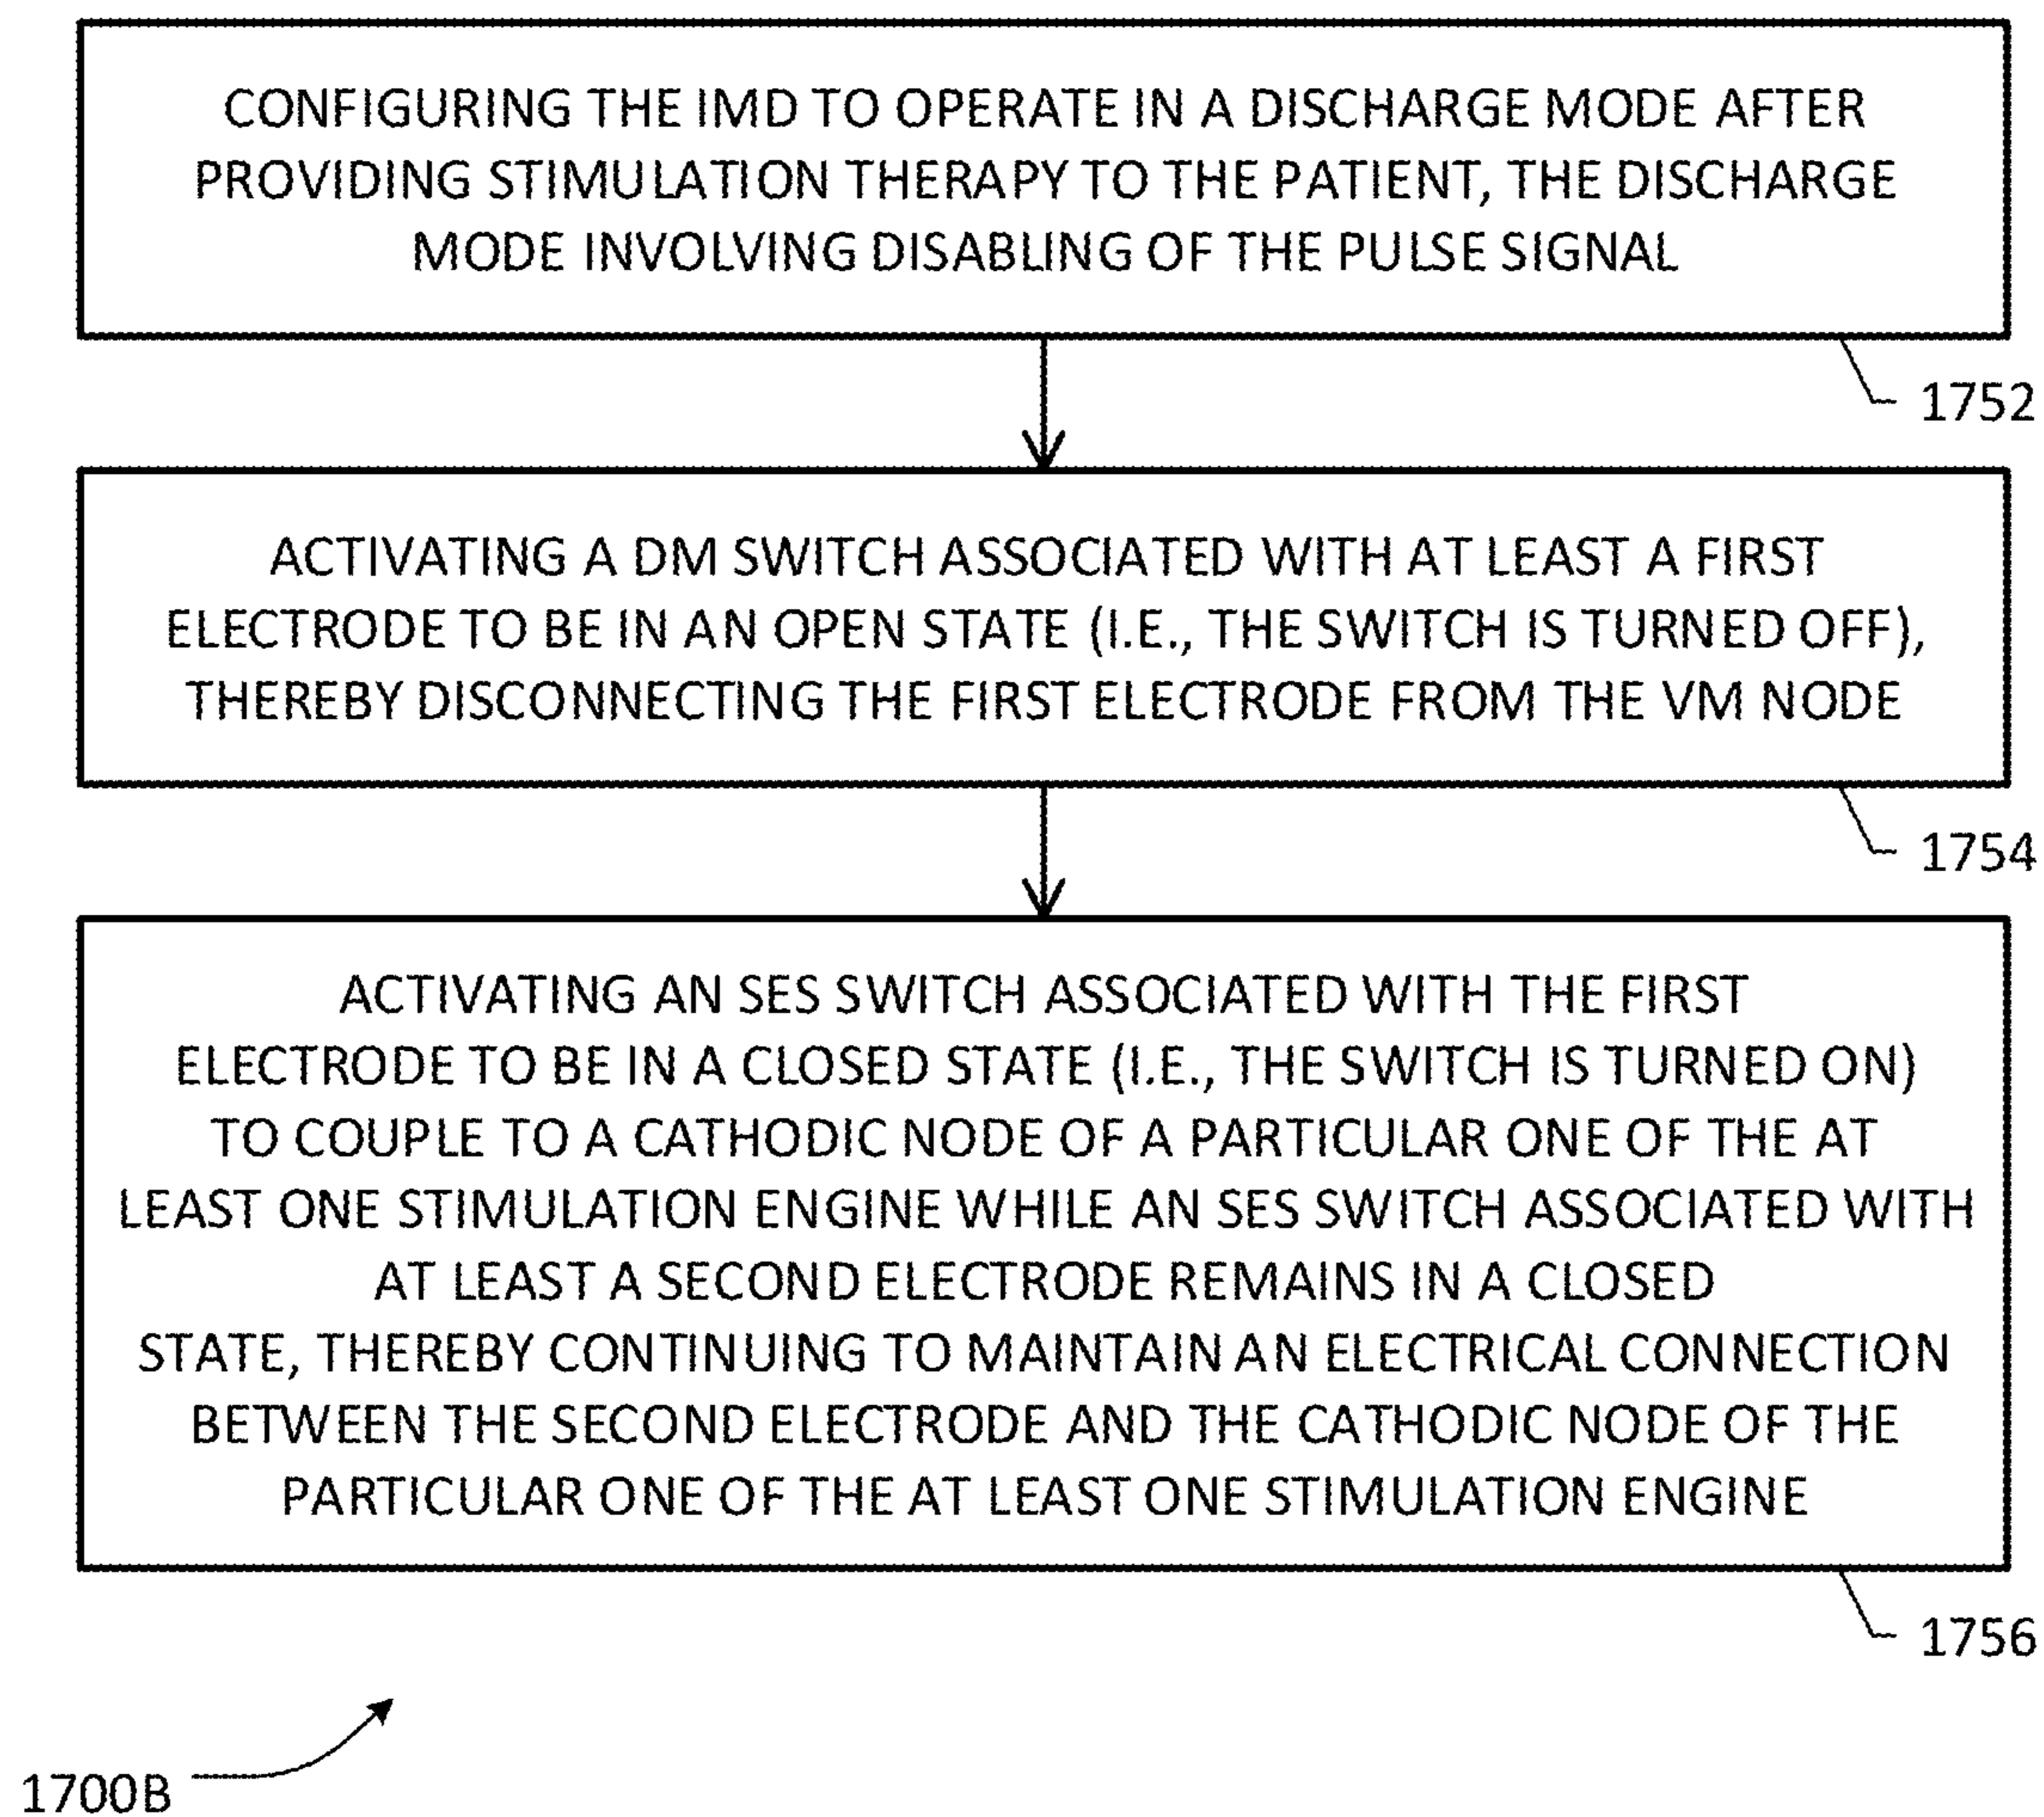 CONFIGURING THE IMD TO OPERATE IN A DISCHARGE MODE AFTER
PROVIDING STIMULATION THERAPY TO THE PATIENT, THE DISCHARGE
MODE INVOLVING DISABLING OF THE PULSE SIGNAL
1752
ACTIVATING A DM SWITCH ASSOCIATED WITH AT LEAST A FIRST
ELECTRODE TO BE IN AN OPEN STATE (I.E., THE SWITCH IS TURNED OFF),
THEREBY DISCONNECTING THE FIRST ELECTRODE FROM THE VM NODE
1754
ACTIVATING AN SES SWITCH ASSOCIATED WITH THE FIRST
ELECTRODE TO BE IN A CLOSED STATE (I.E., THE SWITCH IS TURNED ON)
TO COUPLE TO A CATHODIC NODE OF A PARTICULAR ONE OF THE AT
LEAST ONE STIMULATION ENGINE WHILE AN SES SWITCH ASSOCIATED WITH
AT LEAST A SECOND ELECTRODE REMAINS IN A CLOSED
STATE, THEREBY CONTINUING TO MAINTAIN AN ELECTRICAL CONNECTION
BETWEEN THE SECOND ELECTRODE AND THE CATHODIC NODE OF THE
PARTICULAR ONE OF THE AT LEAST ONE STIMULATION ENGINE
1756
1700B